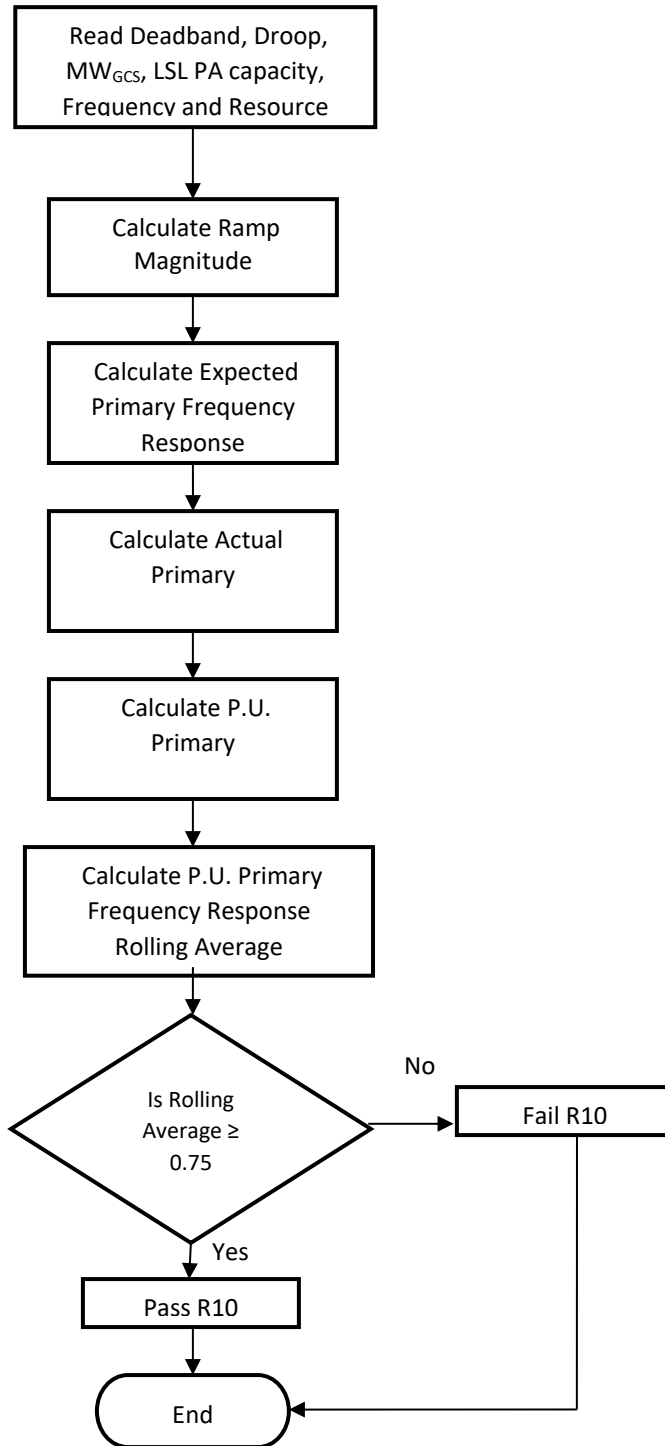 Read Deadband, Droop,
MWGCS, LSL PA capacity,
Frequency and Resource
Calculate Ramp
Magnitude
Calculate Expected
Primary Frequency
Response
Calculate Actual
Primary
Calculate P.U.
Primary
Calculate P.U. Primary
Frequency Response
Rolling Average
Is Rolling
Average ≥
0.75
No
Fail R10
Yes
Pass R10
End